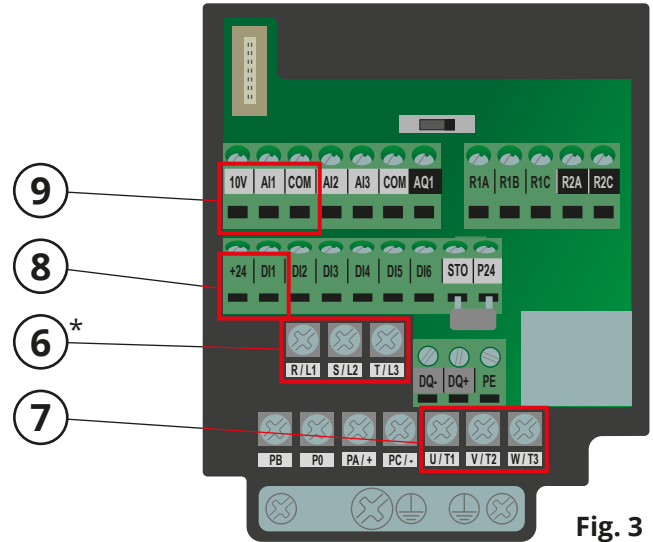 9
10V AI1 COM AI2 AI3 COM AQ1
R1A R1B R1C R2A R2C
8
+24 DI1 DI2 DI3 DI4 DI5 DI6 STO P24
6*
R / L1 S / L2 T / L3
DQ- DQ+ PE
7
PB P0 PA / + PC / - U / T1 V / T2 W / T3
Fig. 3